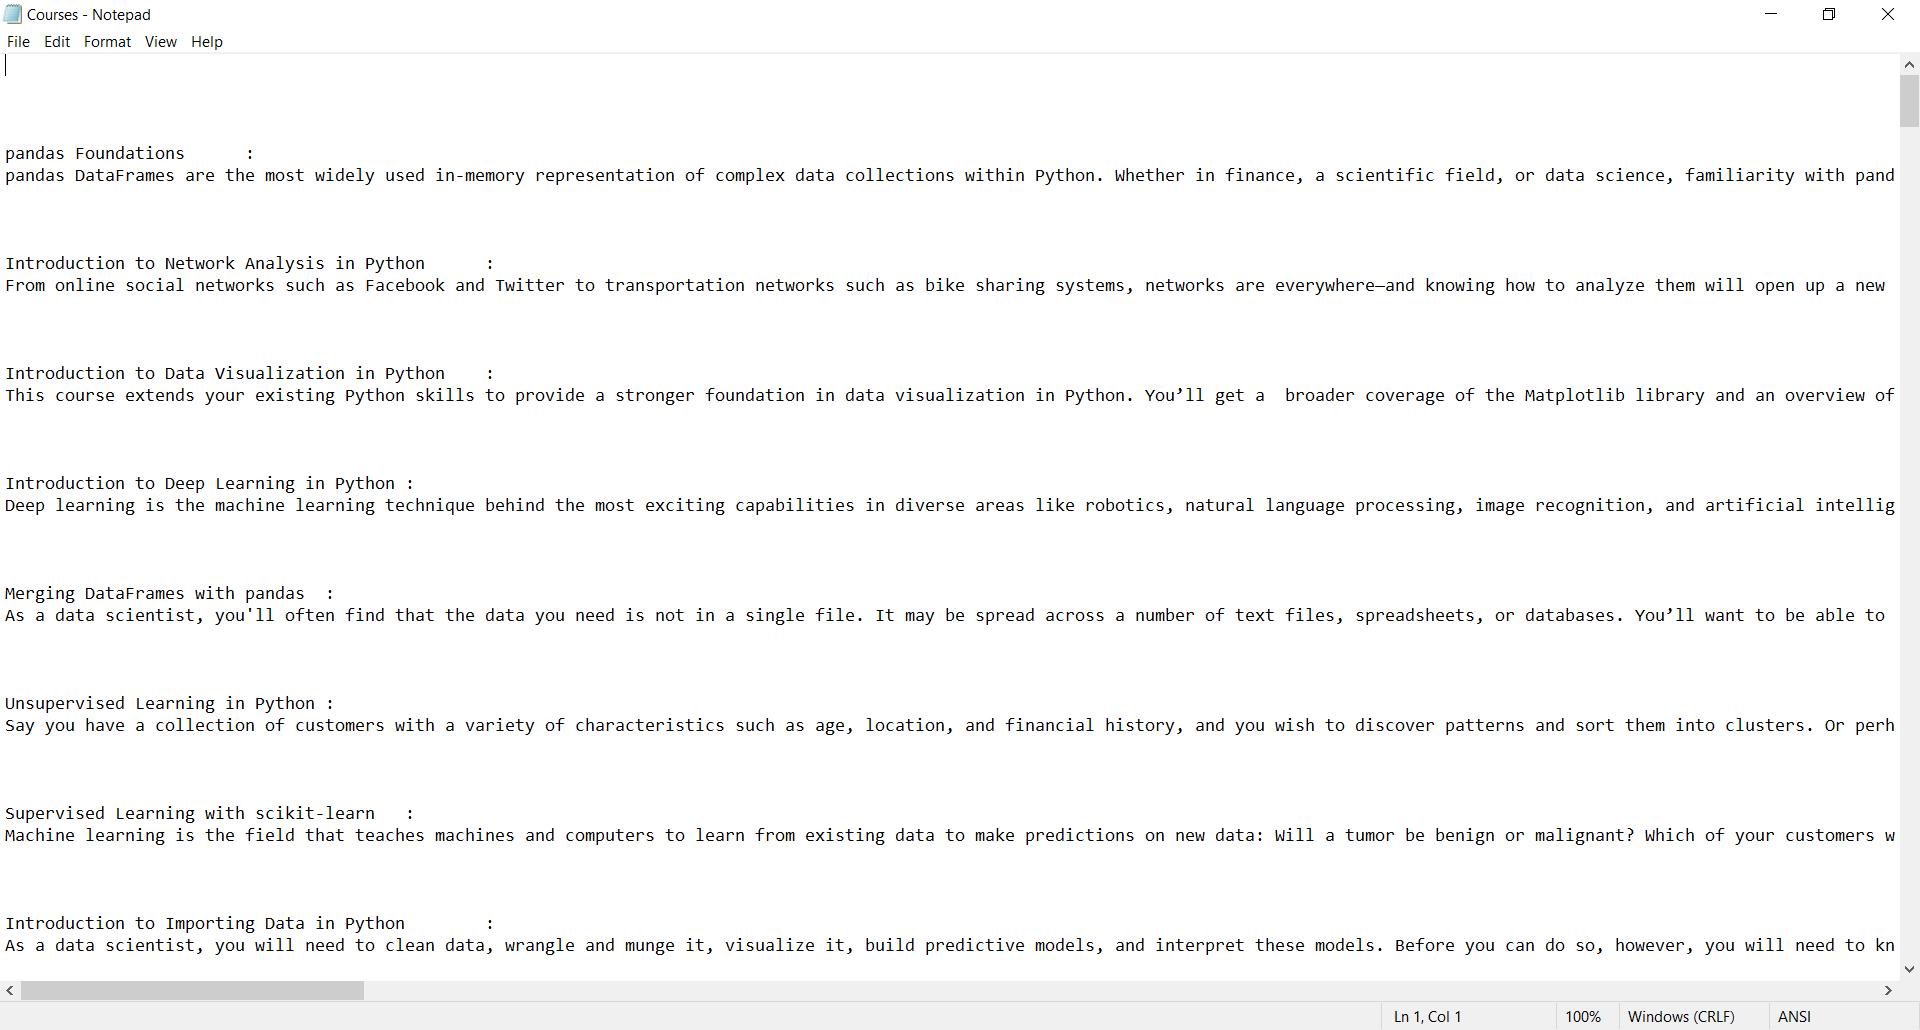 Courses - Notepad
File Edit Format View Help
pandas Foundations :
pandas DataFrames are the most widely used in-memory representation of complex data collections within Python. Whether in finance, a scientific field, or data science, familiarity with pand
Introduction to Network Analysis in Python :
From online social networks such as Facebook and Twitter to transportation networks such as bike sharing systems, networks are everywhere—and knowing how to analyze them will open up a new
Introduction to Data Visualization in Python :
This course extends your existing Python skills to provide a stronger foundation in data visualization in Python. You’ll get a  broader coverage of the Matplotlib library and an overview of
Introduction to Deep Learning in Python :
Deep learning is the machine learning technique behind the most exciting capabilities in diverse areas like robotics, natural language processing, image recognition, and artificial intellig
Merging DataFrames with pandas :
As a data scientist, you'll often find that the data you need is not in a single file. It may be spread across a number of text files, spreadsheets, or databases. You’ll want to be able to
Unsupervised Learning in Python :
Say you have a collection of customers with a variety of characteristics such as age, location, and financial history, and you wish to discover patterns and sort them into clusters. Or perh
Supervised Learning with scikit-learn :
Machine learning is the field that teaches machines and computers to learn from existing data to make predictions on new data: Will a tumor be benign or malignant? Which of your customers w
Introduction to Importing Data in Python :
As a data scientist, you will need to clean data, wrangle and munge it, visualize it, build predictive models, and interpret these models. Before you can do so, however, you will need to kn
Ln 1, Col 1 100% Windows (CRLF) ANSI